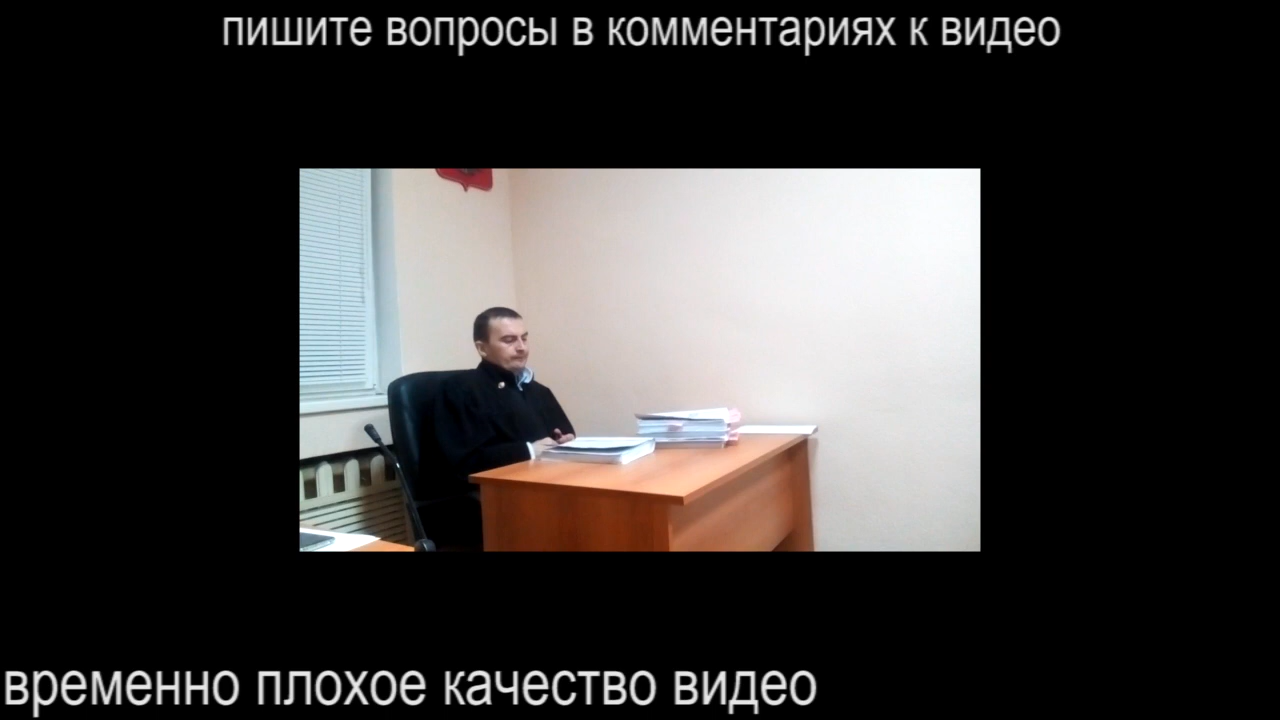 пишите вопросы в комментариях к видео
временно плохое качество видео